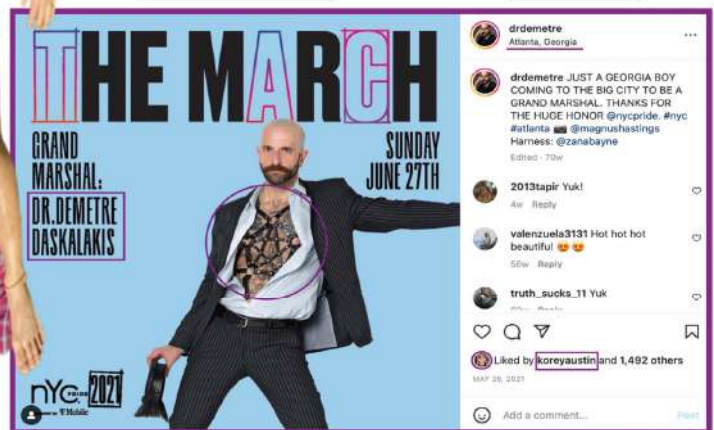 THE MARCH
GRAND
MARSHAL:
DR.DEMETRE
DASKALAKIS
SUNDAY
JUNE 27TH
nYC PRIDE 2021
T Mobile
drdemetre
Atlanta, Georgia
drdemetre JUST A GEORGIA BOY
COMING TO THE BIG CITY TO BE A
GRAND MARSHAL. THANKS FOR
THE HUGE HONOR @nycpride. #nyc
#atlanta 📷 @magnushastings
Harness: @zanabayne
Edited · 79w
2013tapir Yuk!
4w Reply
valenzuela3131 Hot hot hot
beautiful 😍 😍
56w Reply
truth_sucks_11 Yuk
Liked by koreyaustin and 1,492 others
MAY 28, 2021
Add a comment...
Post